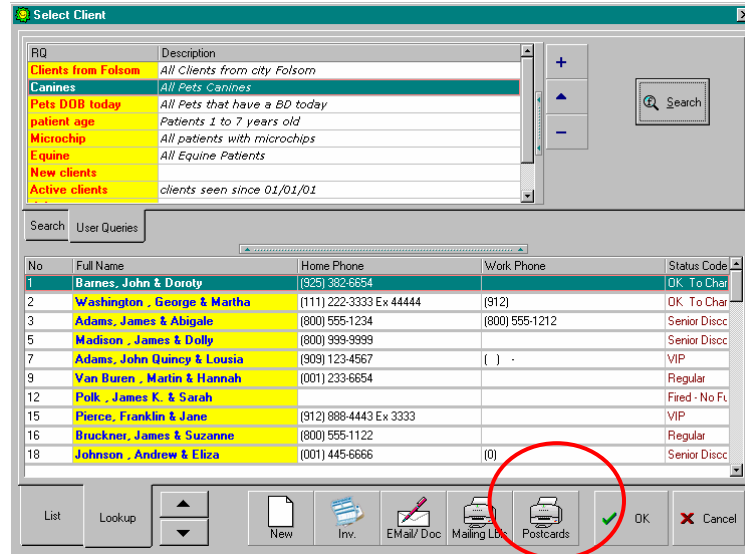 Select Client
RQ Description
Clients from Folsom All Clients from city Folsom
Canines All Pets Canines
Pets DOB today All Pets that have a BD today
patient age Patients 1 to 7 years old
Microchip All patients with microchips
Equine All Equine Patients
New clients
Active clients clients seen since 01/01/01
Search
Search User Queries
No Full Name Home Phone Work Phone Status Code
1 Barnes, John & Doroty (925) 382-6654 OK To Char
2 Washington , George & Martha (111) 222-3333 Ex 44444 (912) OK To Char
3 Adams, James & Abigale (800) 555-1234 (800) 555-1212 Senior Discc
5 Madison , James & Dolly (800) 999-9999 Senior Discc
7 Adams, John Quincy & Lousia (909) 123-4567 ( ) - VIP
9 Van Buren , Martin & Hannah (001) 233-6654 Regular
12 Polk , James K. & Sarah Fired - No Fu
15 Pierce, Franklin & Jane (912) 888-4443 Ex 3333 VIP
16 Bruckner, James & Suzanne (800) 555-1122 Regular
18 Johnson , Andrew & Eliza (001) 445-6666 (0) Senior Discc
List Lookup New Inv. EMail/ Doc Mailing Lbls Postcards OK Cancel